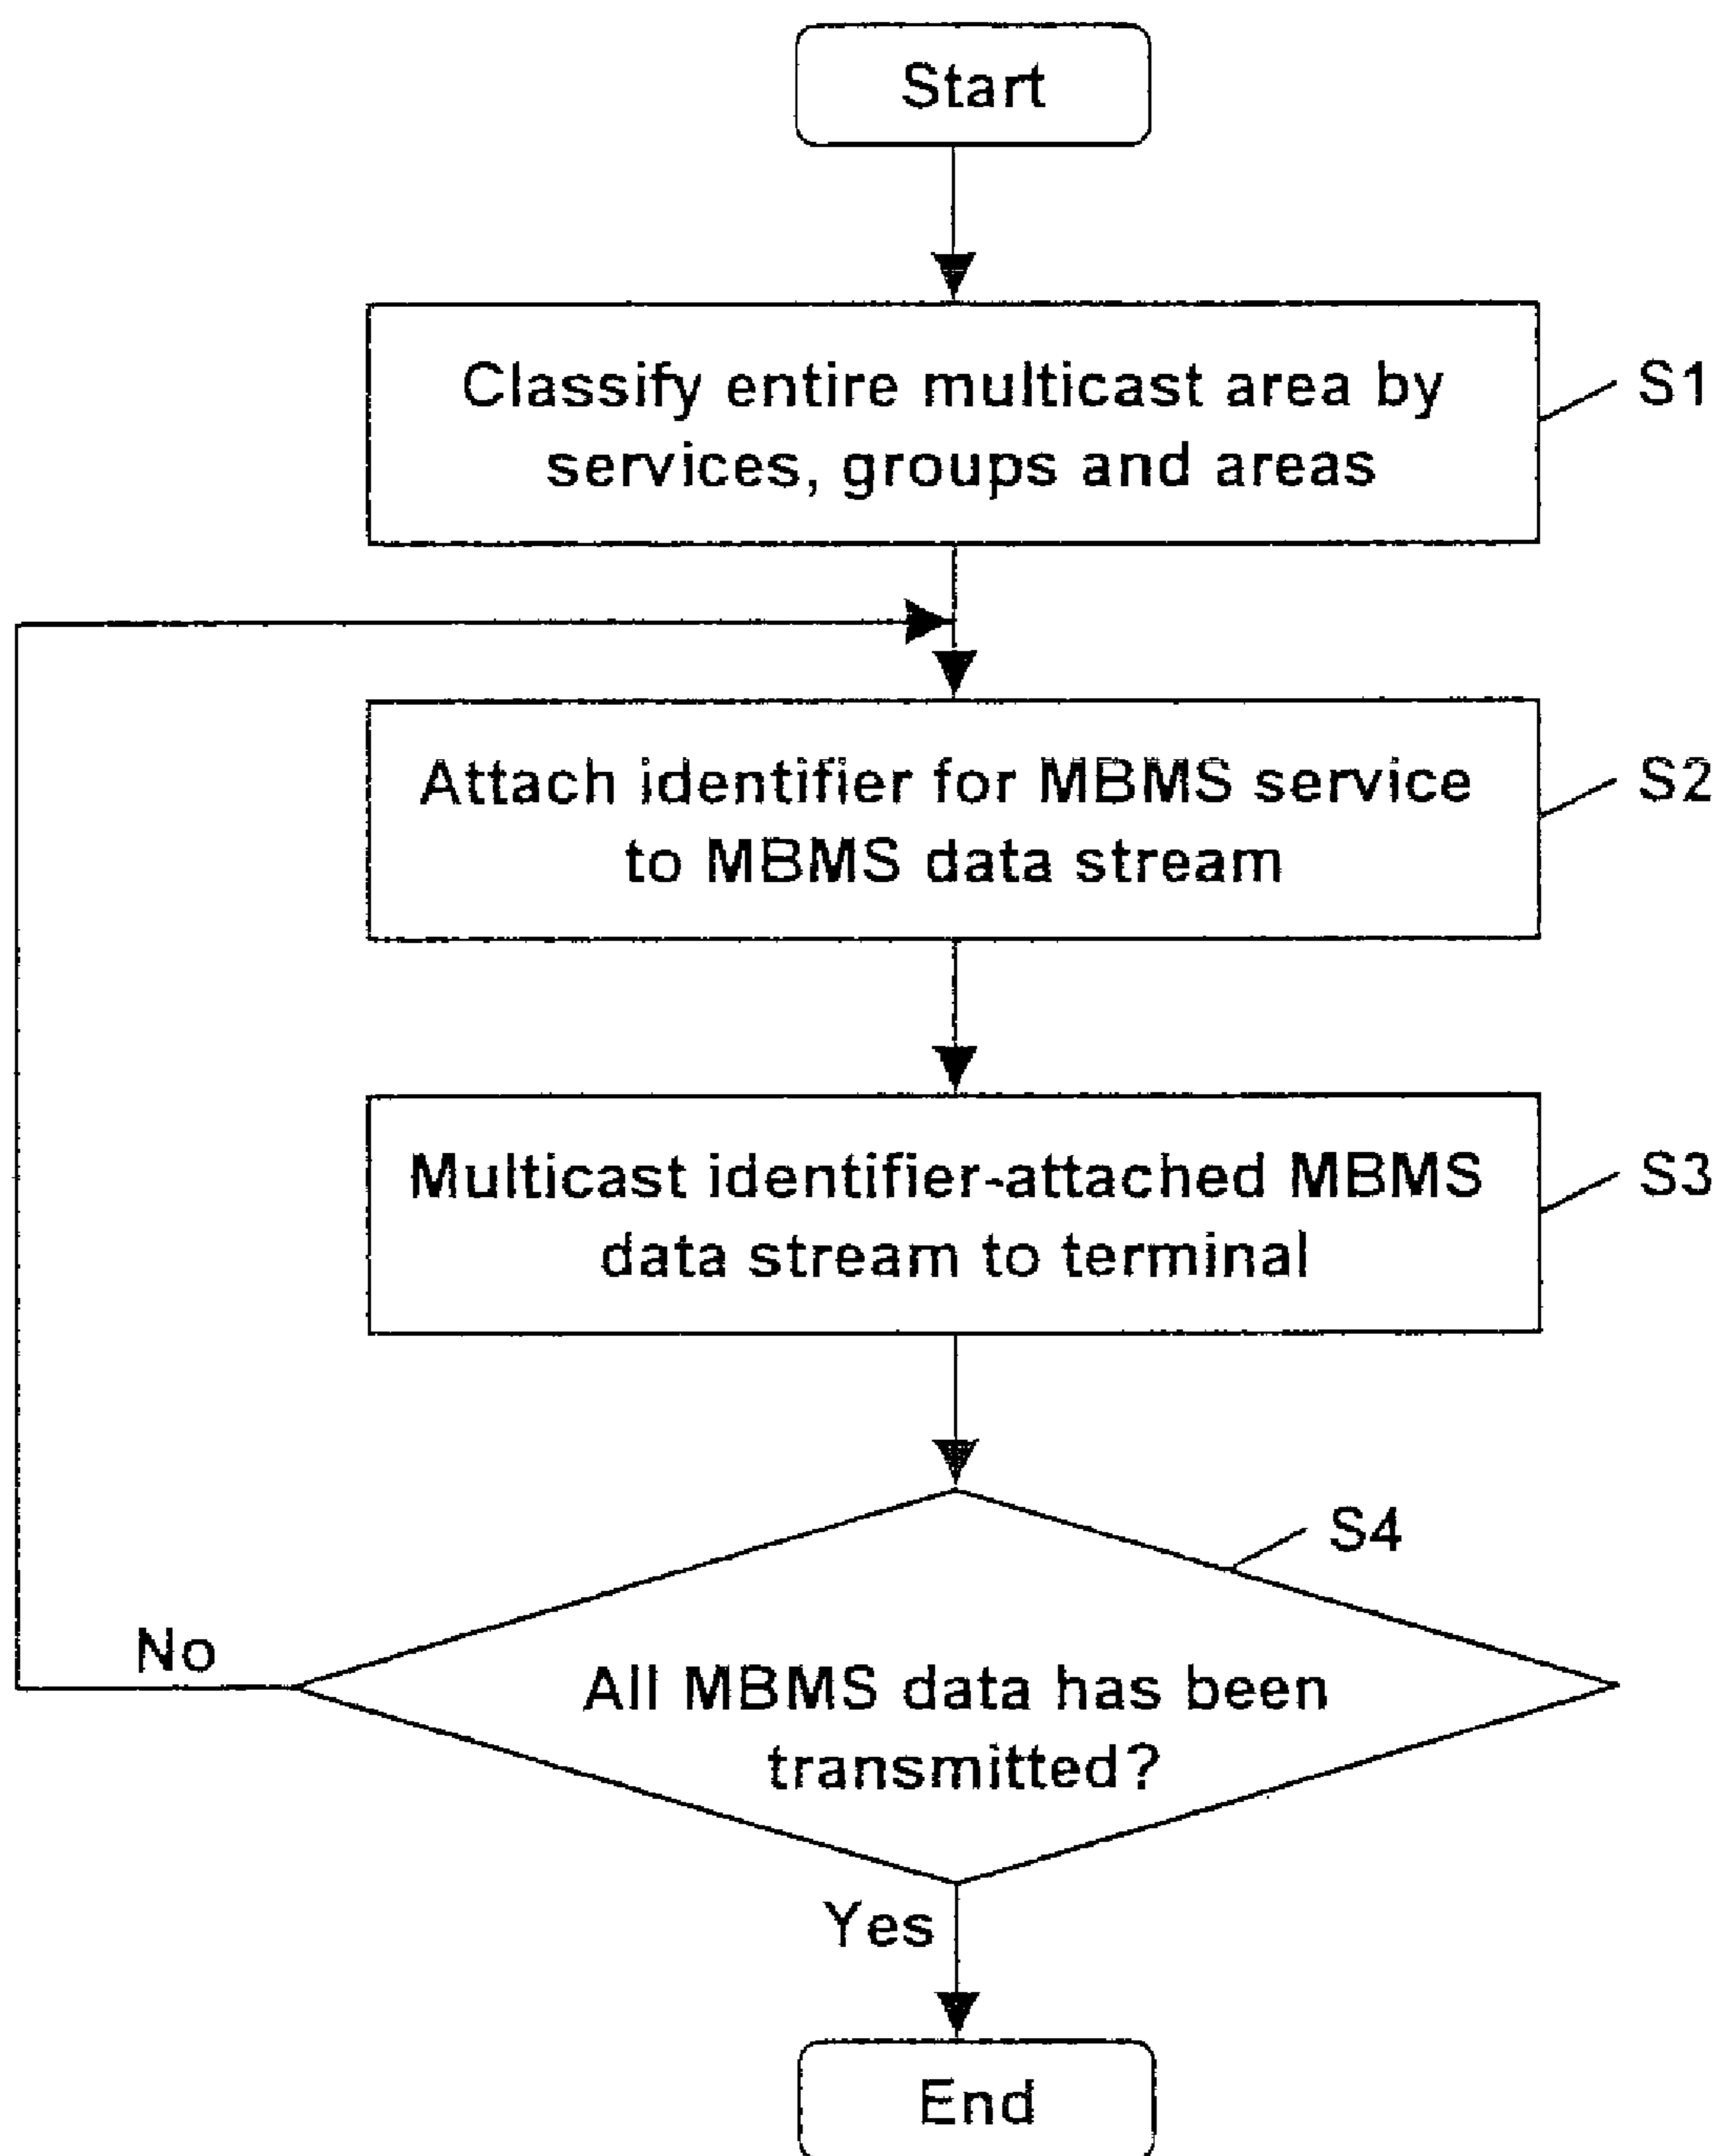 Start
Classify entire multicast area by
services, groups and areas
S1
Attach identifier for MBMS service
to MBMS data stream
S2
Multicast identifier-attached MBMS
data stream to terminal
S3
S4
No
All MBMS data has been
transmitted?
Yes
End